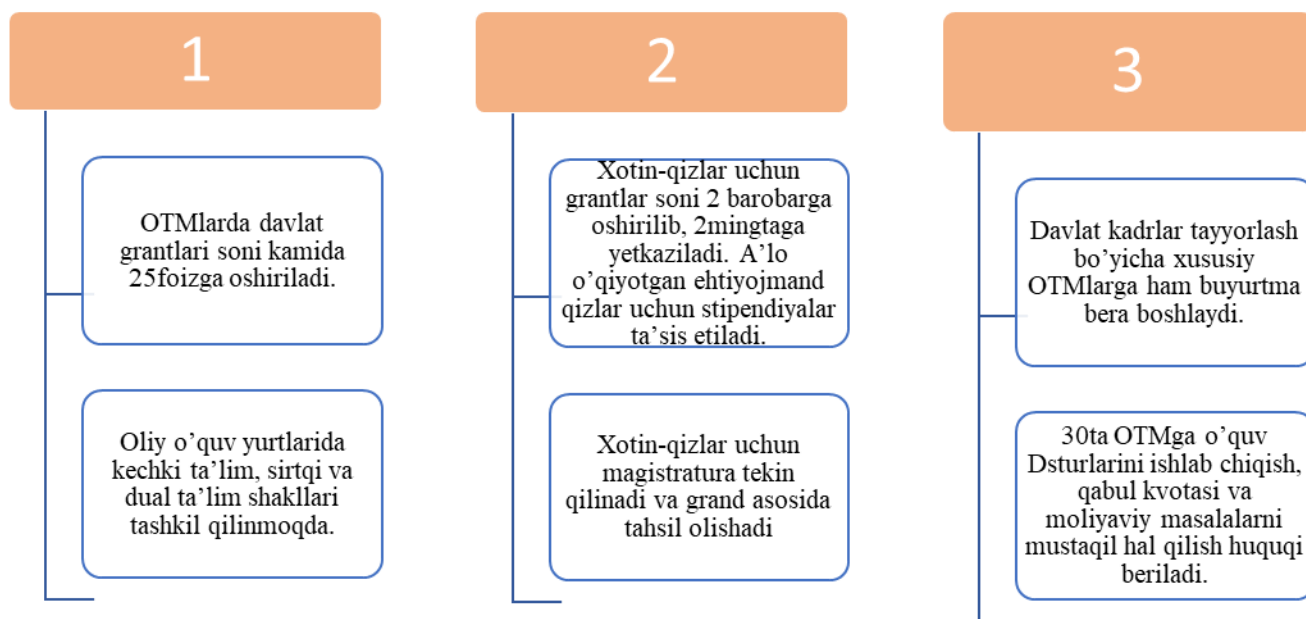 1
OTMlarda davlat
grantlari soni kamida
25foizga oshiriladi.
Oliy o’quv yurtlarida
kechki ta’lim, sirtqi va
dual ta’lim shakllari
tashkil qilinmoqda.
2
Xotin-qizlar uchun
grantlar soni 2 barobarga
oshirilib, 2mingtaga
yetkaziladi. A’lo
o’qiyotgan ehtiyojmand
qizlar uchun stipendiyalar
ta’sis etiladi.
Xotin-qizlar uchun
magistratura tekin
qilinadi va grand asosida
tahsil olishadi
3
Davlat kadrlar tayyorlash
bo’yicha xususiy
OTMlarga ham buyurtma
bera boshlaydi.
30ta OTMga o’quv
Dsturlarini ishlab chiqish,
qabul kvotasi va
moliyaviy masalalarni
mustaqil hal qilish huquqi
beriladi.